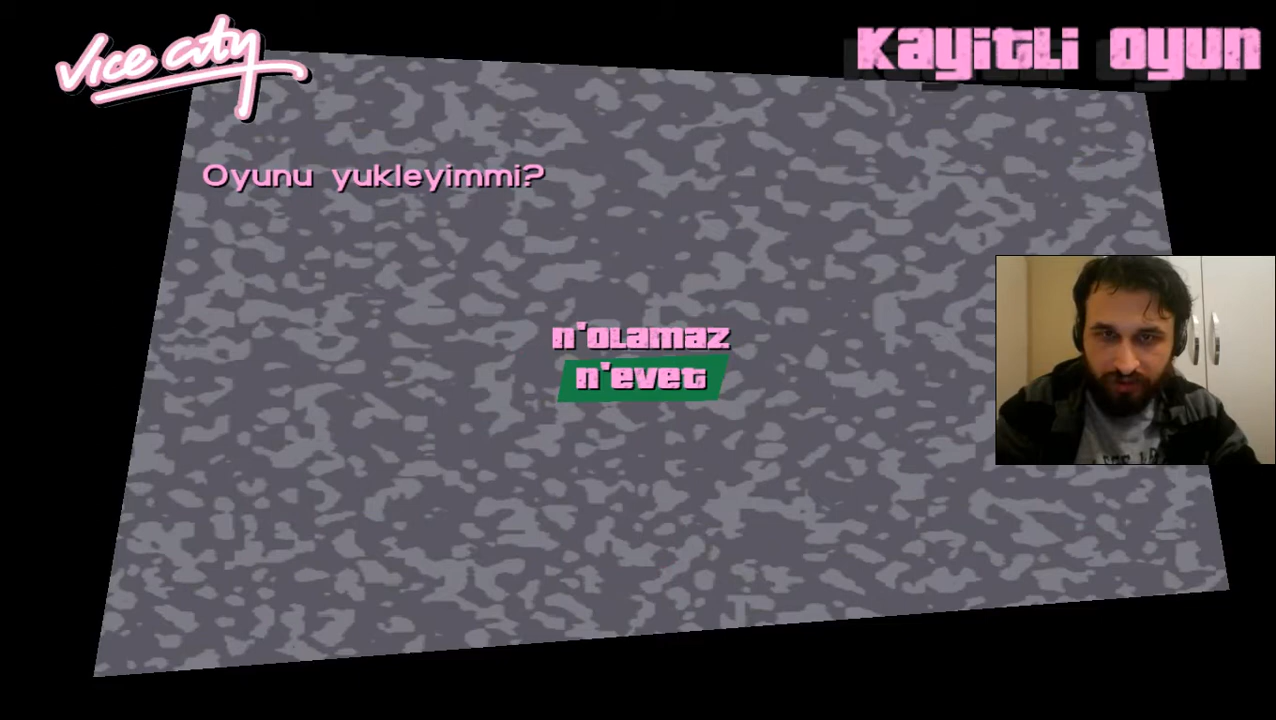 vice city
Kayitli Oyun
Oyunu yukleyimmi?
n'olamaz
n'evet